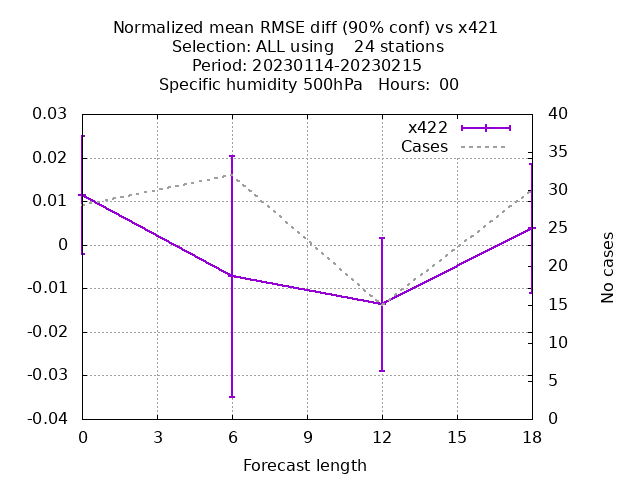 Normalized mean RMSE diff (90% conf) vs x421
Selection: ALL using    24 stations
Period: 20230114-20230215
Specific humidity 500hPa   Hours:  00
0.03
0.02
0.01
0
-0.01
-0.02
-0.03
-0.04
x422
Cases
40
35
30
25
20
15
10
5
0
No cases
0 3 6 9 12 15 18
Forecast length